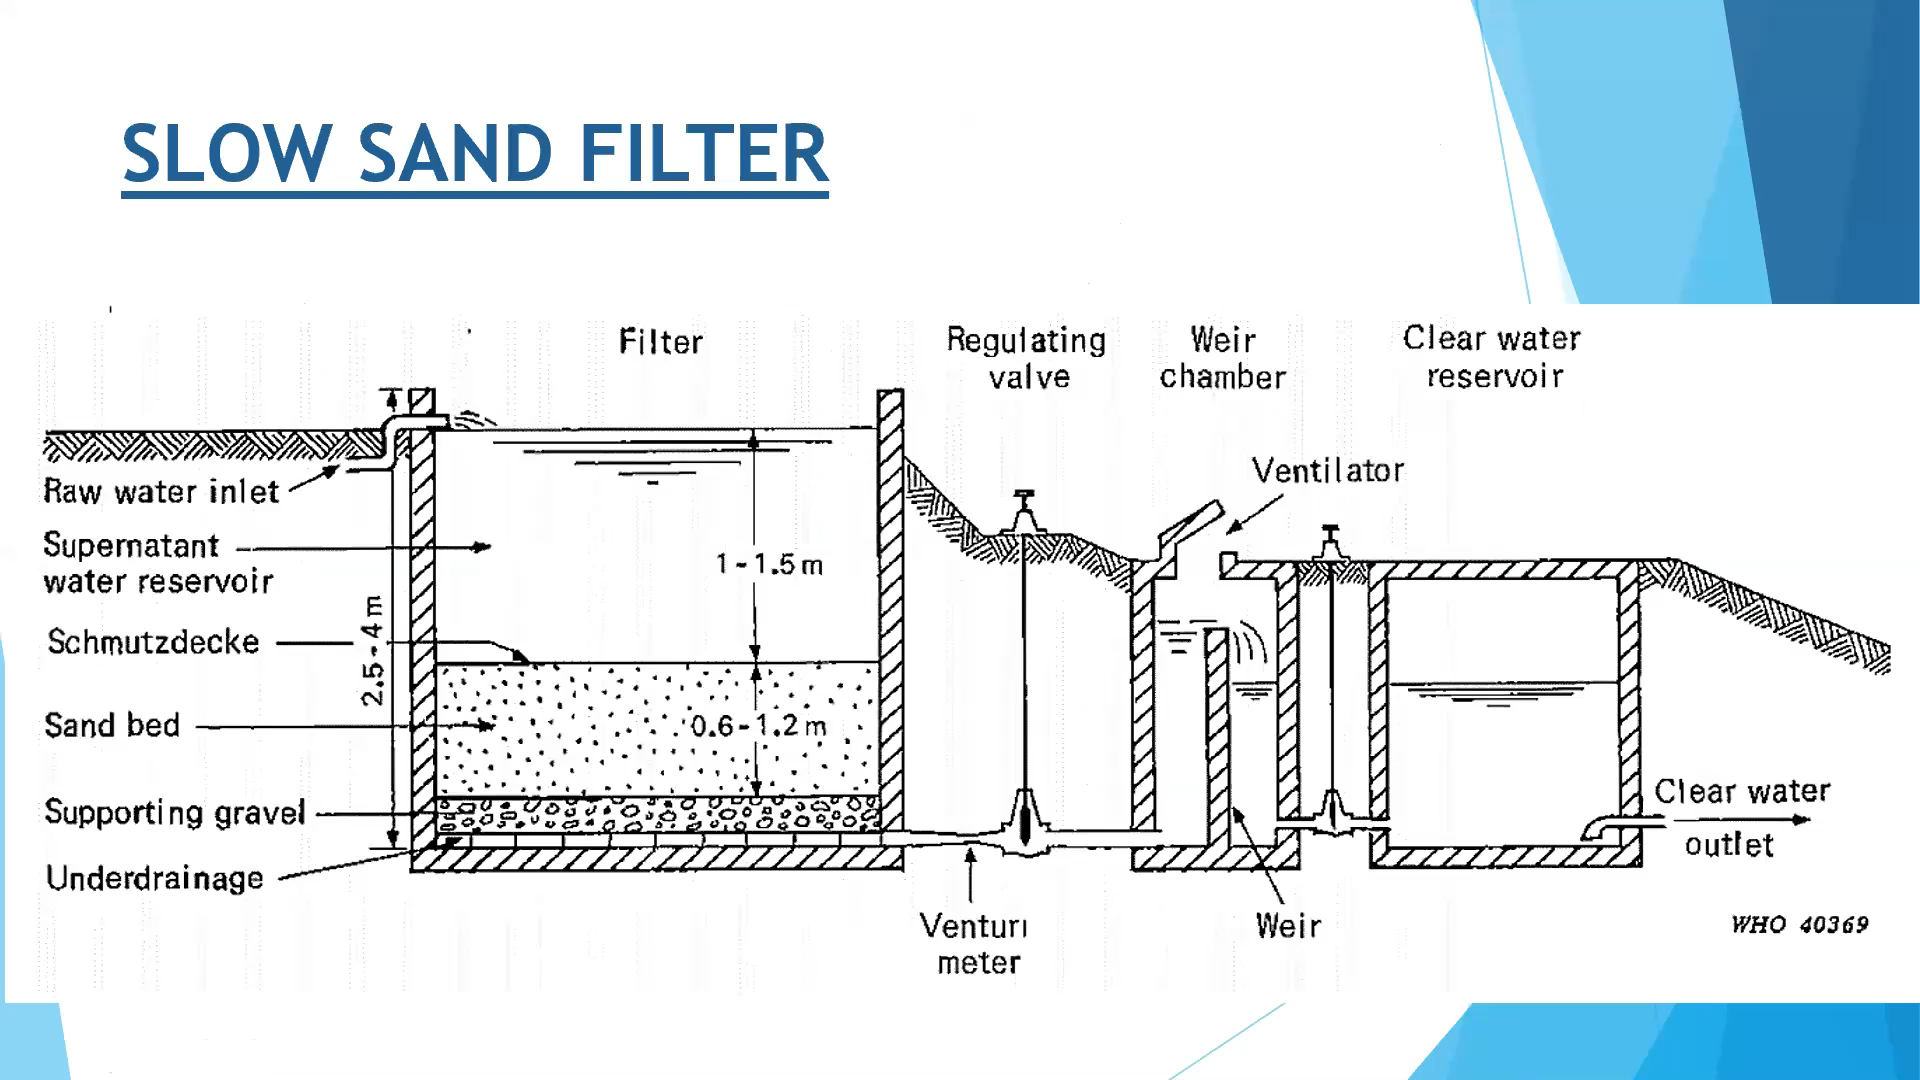 SLOW SAND FILTER
Filter
Regulating
valve
Weir
chamber
Clear water
reservoir
Raw water inlet
Supernatant
water reservoir
Schmutzdecke
Sand bed
Supporting gravel
Underdrainage
2.5-4 m
1-1.5 m
0.6-1.2 m
Ventilator
Venturi
meter
Weir
Clear water
outlet
WHO 40369